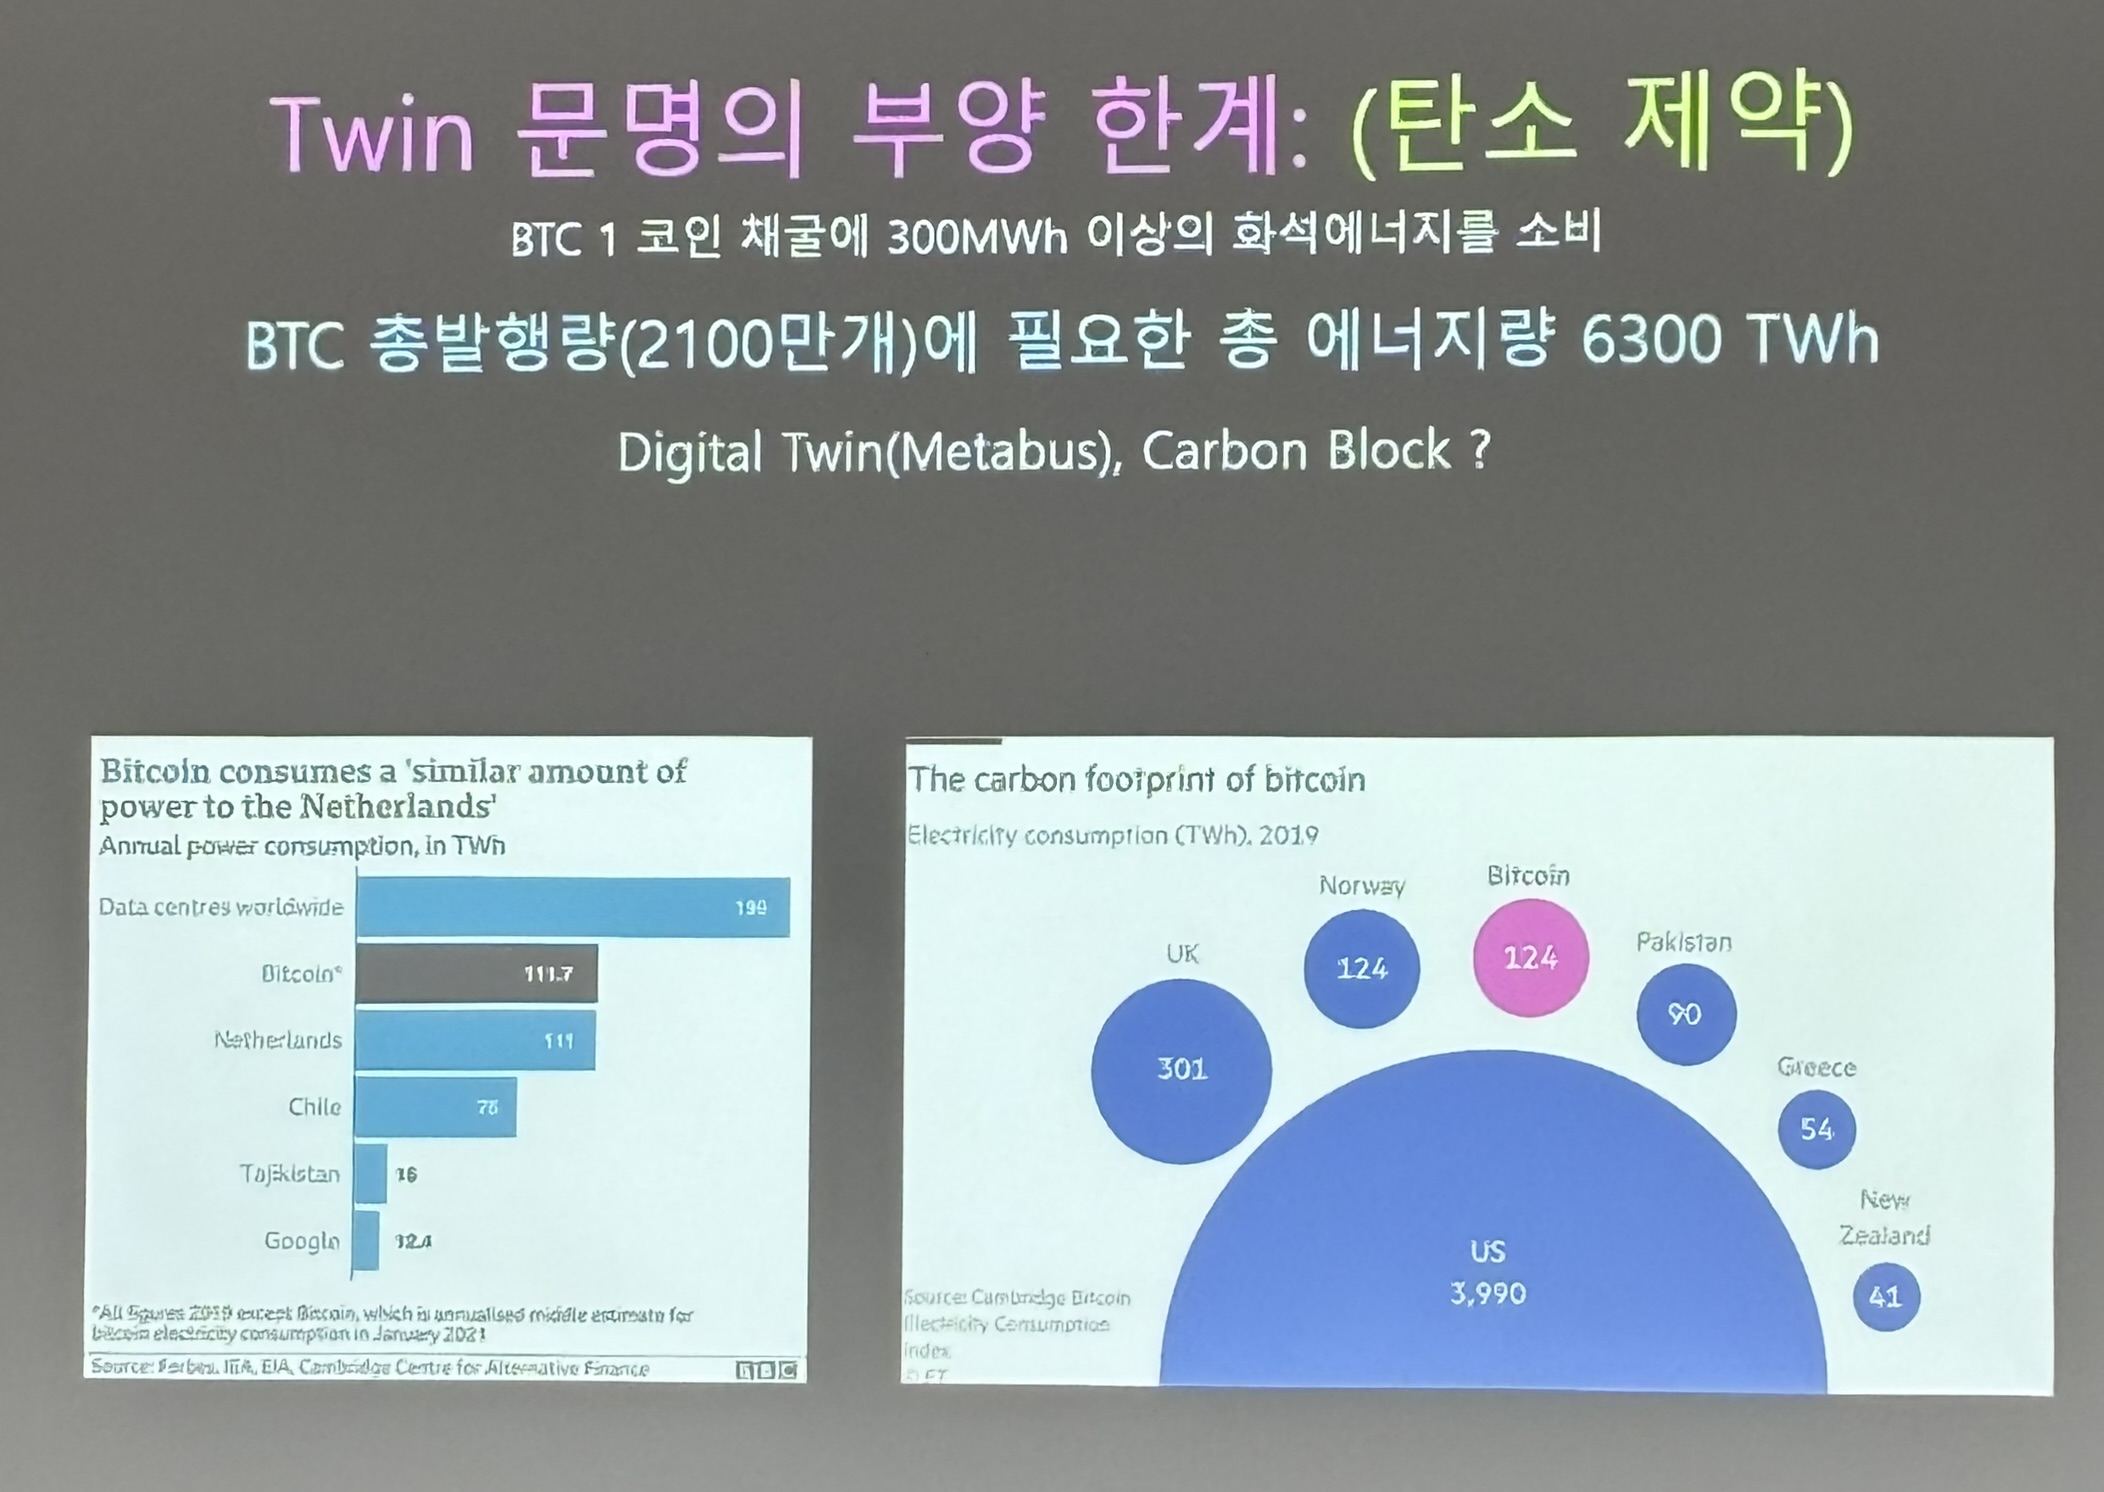 Twin 문명의 부양 한계: (탄소 제약)
BTC 1 코인 채굴에 300MWh 이상의 화석에너지를 소비
BTC 총발행량(2100만개)에 필요한 총 에너지량 6300 TWh
Digital Twin(Metabus), Carbon Block ?
Bitcoin consumes a 'similar amount of
power to the Netherlands'
Annual power consumption, in TWh
Data centres worldwide
Bitcoin* 111.7
Netherlands 111
Chile
Tajikistan 16
Google 12.4
*All figures 2019 except Bitcoin, which is annualised middle estimate for
bitcoin electricity consumption in January 2021
Source: Forbes, EIA, Cambridge Centre for Alternative Finance
BBC
The carbon footprint of bitcoin
Electricity consumption (TWh), 2019
UK
301
Norway
124
Bitcoin
124
Pakistan
90
Greece
54
New
Zealand
41
US
3,990
Source: Cambridge Bitcoin
Electricity Consumption
Index
© FT